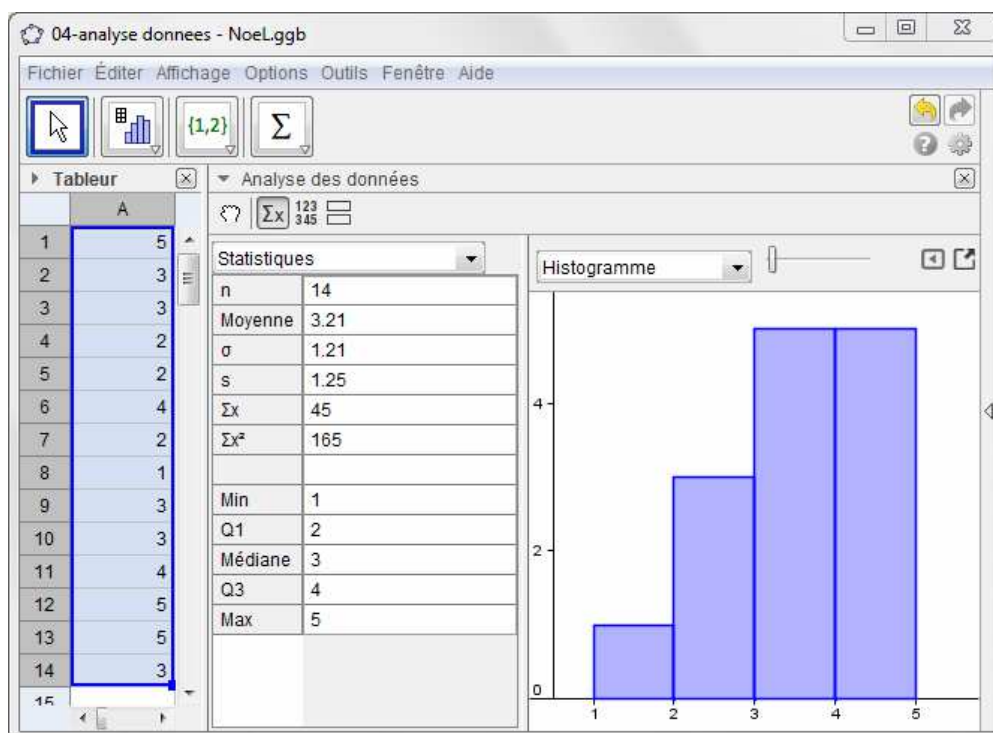 04-analyse donnees - NoeL.ggb
Fichier Éditer Affichage Options Outils Fenêtre Aide
{1,2} Σ
Tableur
Analyse des données
A
Σx 123 345
1 5
2 3
3 3
4 2
5 2
6 4
7 2
8 1
9 3
10 3
11 4
12 5
13 5
14 3
15
Statistiques
n 14
Moyenne 3.21
σ 1.21
s 1.25
Σx 45
Σx² 165
Min 1
Q1 2
Médiane 3
Q3 4
Max 5
Histogramme
4
2
0
1 2 3 4 5